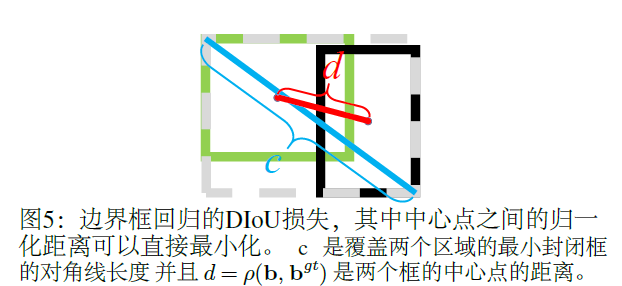 d
c
图5：边界框回归的DIoU损失，其中中心点之间的归一
化距离可以直接最小化。 c 是覆盖两个区域的最小封闭框
的对角线长度 并且 d = ρ(b, b^{gt}) 是两个框的中心点的距离。